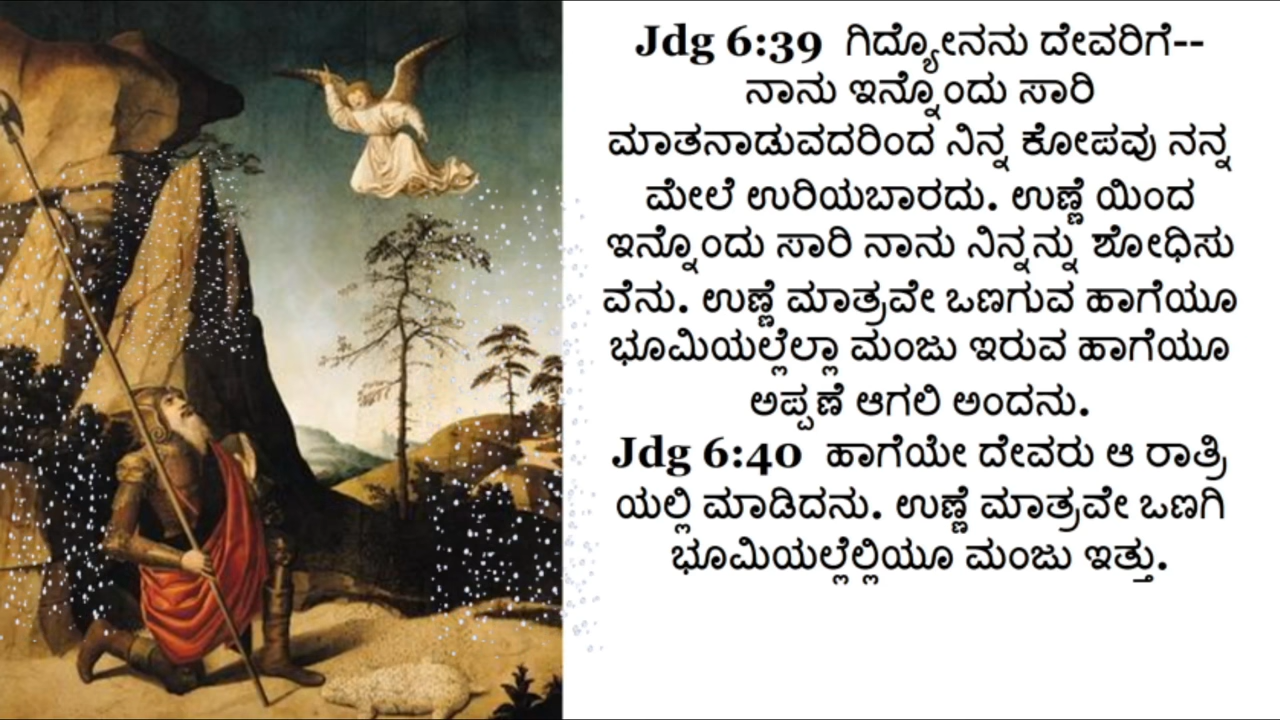 Jdg 6:39 ಗಿದ್ಯೋನನು ದೇವರಿಗೆ--
ನಾನು ಇನ್ನೊಂದು ಸಾರಿ
ಮಾತನಾಡುವದರಿಂದ ನಿನ್ನ ಕೋಪವು ನನ್ನ
ಮೇಲೆ ಉರಿಯಬಾರದು. ಉಣ್ಣೆ ಯಿಂದ
ಇನ್ನೊಂದು ಸಾರಿ ನಾನು ನಿನ್ನನ್ನು ಶೋಧಿಸು
ವೆನು. ಉಣ್ಣೆ ಮಾತ್ರವೇ ಒಣಗುವ ಹಾಗೆಯೂ
ಭೂಮಿಯಲ್ಲೆಲ್ಲಾ ಮಂಜು ಇರುವ ಹಾಗೆಯೂ
ಅಪ್ಪಣೆ ಆಗಲಿ ಅಂದನು.
Jdg 6:40 ಹಾಗೆಯೇ ದೇವರು ಆ ರಾತ್ರಿ
ಯಲ್ಲಿ ಮಾಡಿದನು. ಉಣ್ಣೆ ಮಾತ್ರವೇ ಒಣಗಿ
ಭೂಮಿಯಲ್ಲೆಲ್ಲಿಯೂ ಮಂಜು ಇತ್ತು.